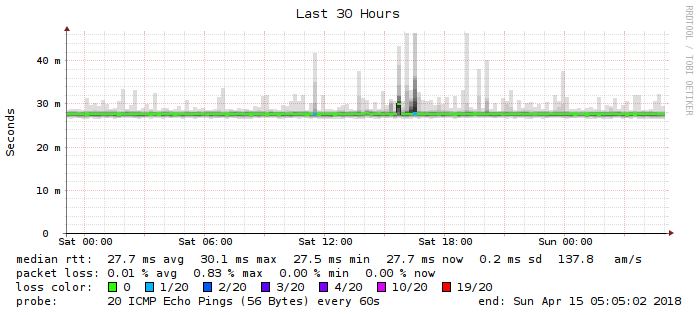 Last 30 Hours
RRDTOOL / TOBI OETIKER
Seconds
40 m
30 m
20 m
10 m
0
Sat 00:00 Sat 06:00 Sat 12:00 Sat 18:00 Sun 00:00
median rtt: 27.7 ms avg 30.1 ms max 27.5 ms min 27.7 ms now 0.2 ms sd 137.8 am/s
packet loss: 0.01 % avg 0.83 % max 0.00 % min 0.00 % now
loss color: 0 1/20 2/20 3/20 4/20 10/20 19/20
probe: 20 ICMP Echo Pings (56 Bytes) every 60s end: Sun Apr 15 05:05:02 2018